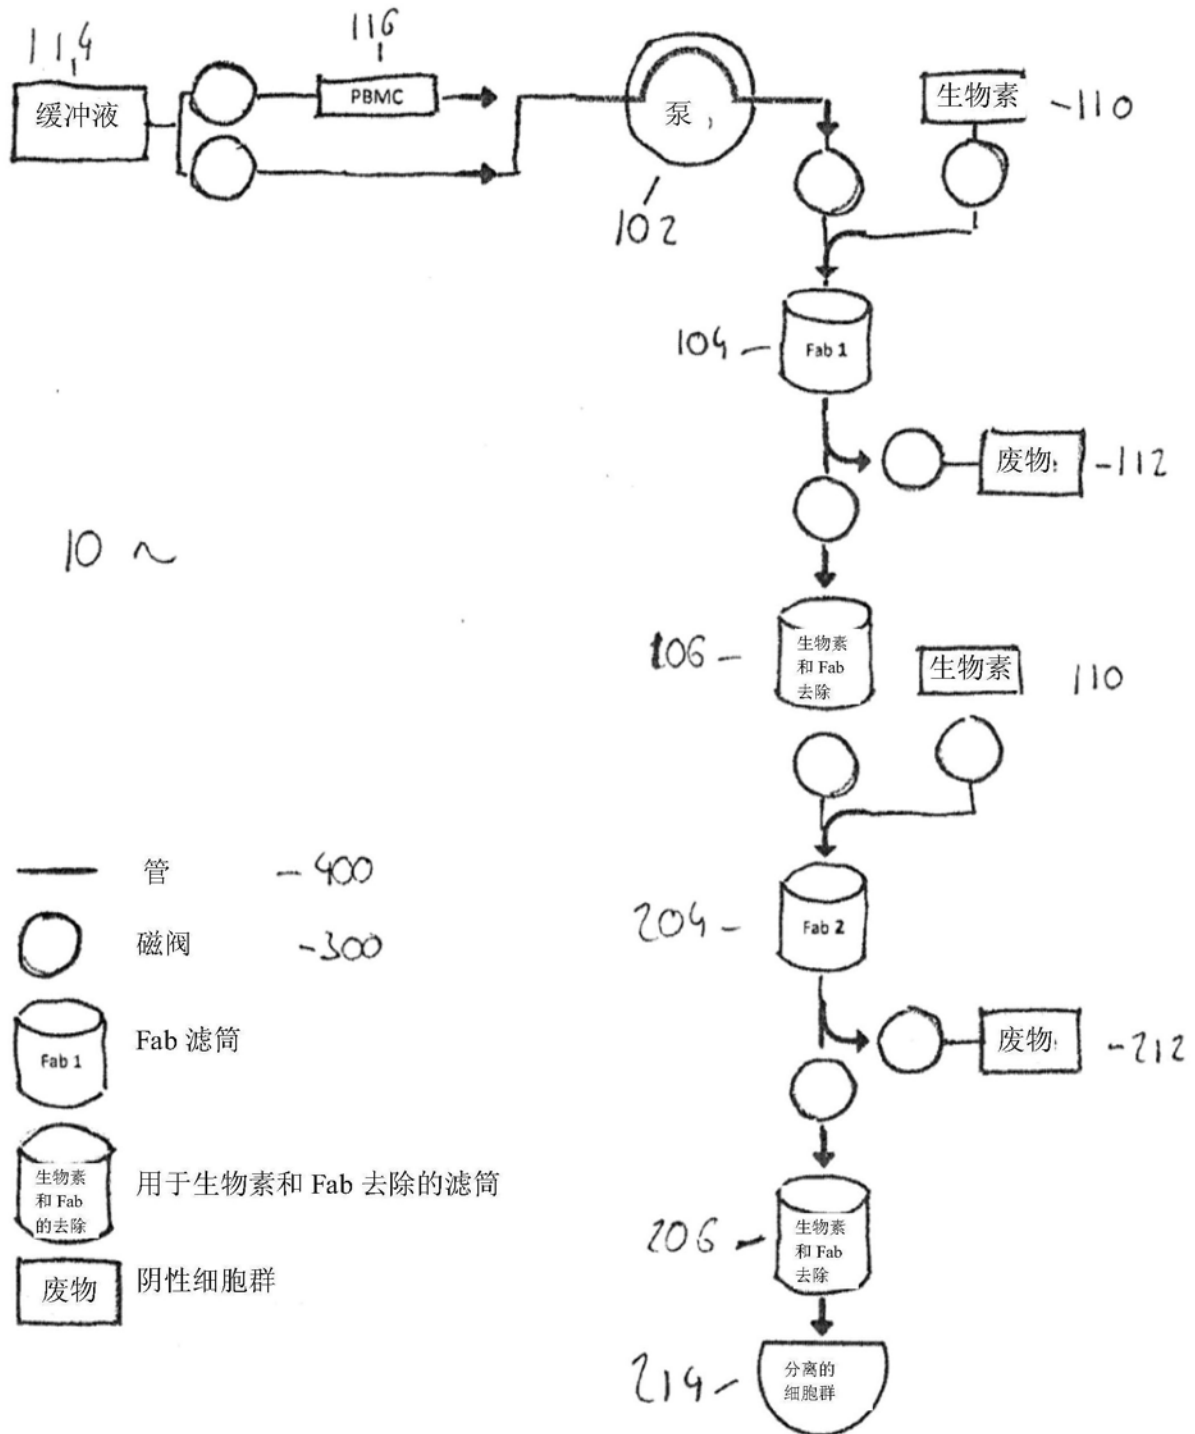 114
116
缓冲液
PBMC
泵
102
生物素
-110
104
Fab 1
废物
-112
10 ~
106
生物素
和 Fab
去除
生物素
110
管
-400
204
Fab 2
磁阀
-300
Fab 1
Fab 滤筒
废物
-212
生物素
和 Fab
的去除
用于生物素和 Fab 去除的滤筒
206
生物素
和 Fab
去除
废物
阴性细胞群
214
分离的
细胞群